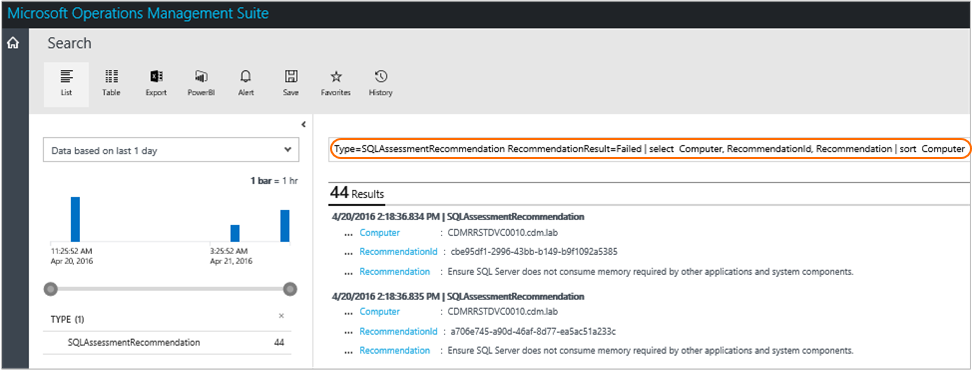 Microsoft Operations Management Suite
Search
List Table Export PowerBI Alert Save Favorites History
Data based on last 1 day
1 bar = 1 hr
11:25:52 AM 3:25:52 AM
Apr 20, 2016 Apr 21, 2016
TYPE (1)
SQLAssessmentRecommendation 44
Type=SQLAssessmentRecommendation RecommendationResult=Failed | select Computer, RecommendationId, Recommendation | sort Computer
44 Results
4/20/2016 2:18:36.834 PM | SQLAssessmentRecommendation
... Computer : CDMRRSTDVC0010.cdm.lab
... RecommendationId : cbe95df1-2996-43bb-b149-b9f1092a5385
... Recommendation : Ensure SQL Server does not consume memory required by other applications and system components.
4/20/2016 2:18:36.835 PM | SQLAssessmentRecommendation
... Computer : CDMRRSTDVC0010.cdm.lab
... RecommendationId : a706e745-a90d-46af-8d77-ea5ac51a233c
... Recommendation : Ensure SQL Server does not consume memory required by other applications and system components.